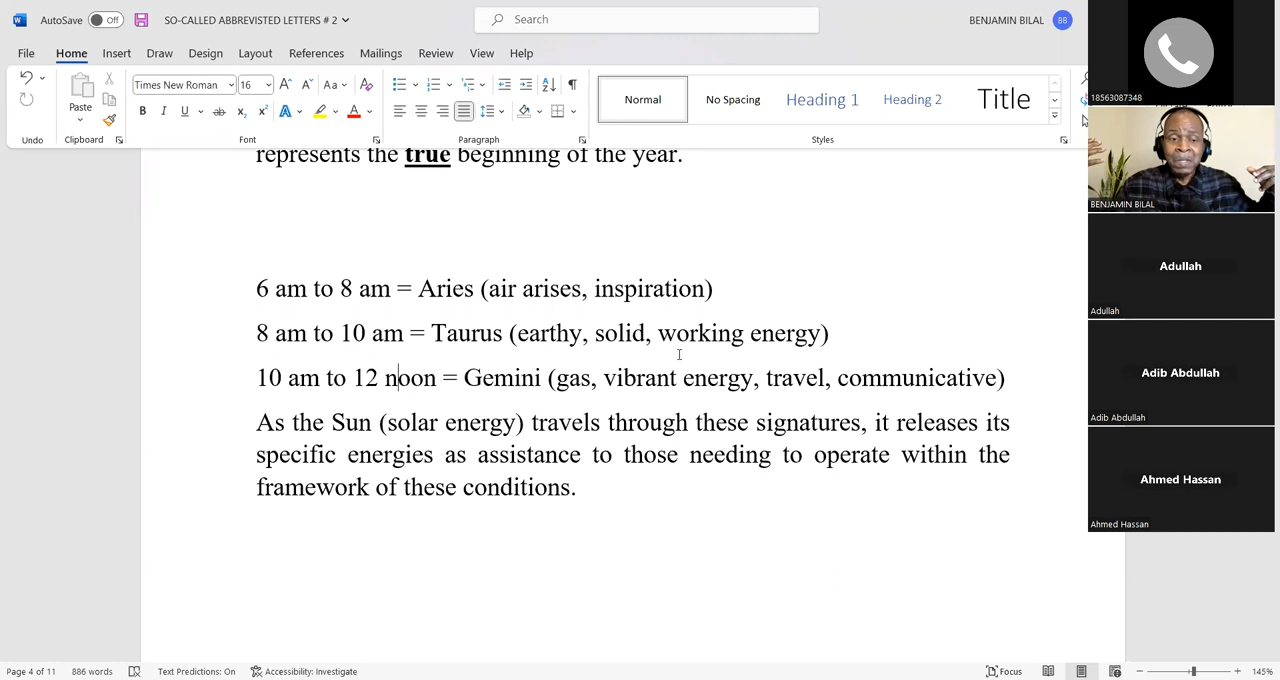 AutoSave Off SO-CALLED ABBREVISTED LETTERS # 2 Search BENJAMIN BILAL BB
File Home Insert Draw Design Layout References Mailings Review View Help
Times New Roman 16 Aa
Paste
Normal No Spacing Heading 1 Heading 2 Title
Undo Clipboard Font Paragraph Styles
18563087348
BENJAMIN BILAL
Adullah
Adullah
Adib Abdullah
Adib Abdullah
Ahmed Hassan
Ahmed Hassan
represents the true beginning of the year.
6 am to 8 am = Aries (air arises, inspiration)
8 am to 10 am = Taurus (earthy, solid, working energy)
10 am to 12 noon = Gemini (gas, vibrant energy, travel, communicative)
As the Sun (solar energy) travels through these signatures, it releases its
specific energies as assistance to those needing to operate within the
framework of these conditions.
Page 4 of 11 886 words Text Predictions: On Accessibility: Investigate Focus 145%